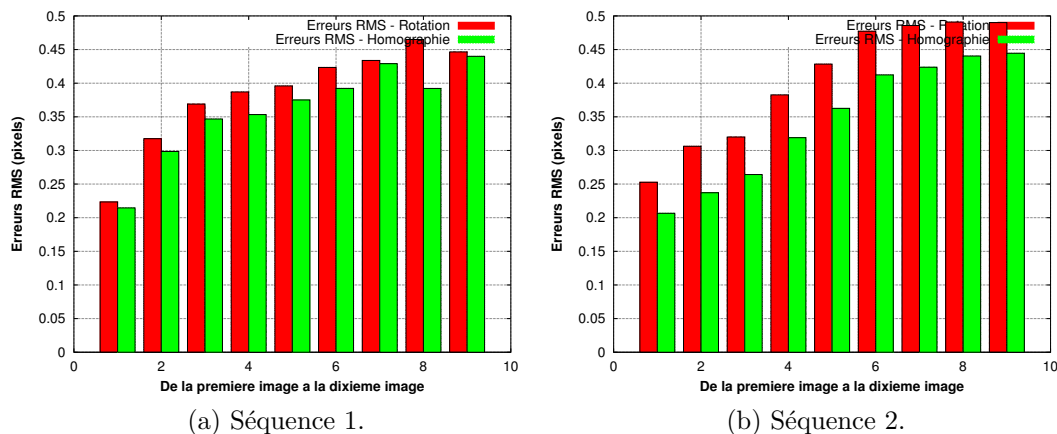 0.5
0.45
0.4
0.35
0.3
0.25
0.2
0.15
0.1
0.05
0
Erreurs RMS (pixels)
Erreurs RMS - Rotation
Erreurs RMS - Homographie
0 2 4 6 8 10
De la premiere image a la dixieme image
(a) Séquence 1.
0.5
0.45
0.4
0.35
0.3
0.25
0.2
0.15
0.1
0.05
0
Erreurs RMS (pixels)
Erreurs RMS - Rotation
Erreurs RMS - Homographie
0 2 4 6 8 10
De la premiere image a la dixieme image
(b) Séquence 2.